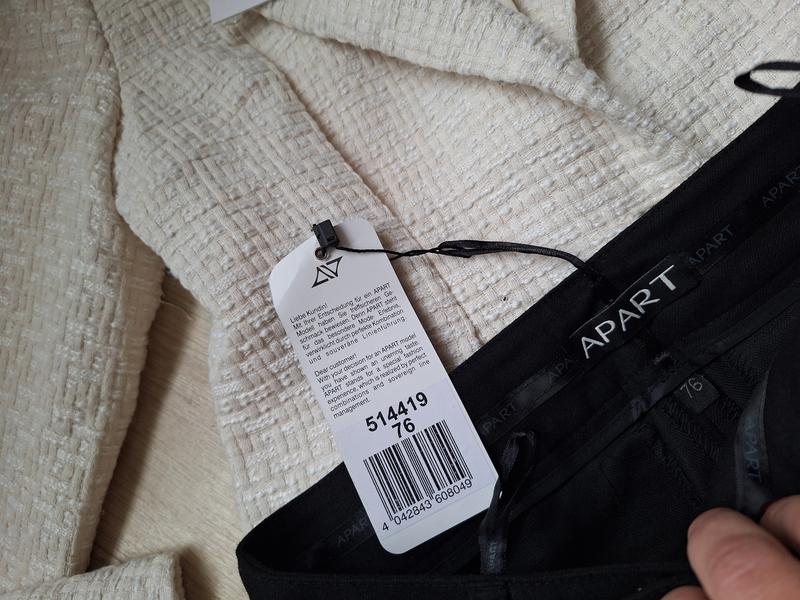 Liebe Kundin!
Mit Ihrer Entscheidung für ein APART
Modell haben Sie treffsicheren Ge-
schmack bewiesen. Denn APART steht
für das besondere Mode- Erlebnis,
verwirklicht durch perfekte Kombination
und souveräne Linienführung.
Dear customer!
With your decision for an APART model
you have shown an unerring taste.
APART stands for a special fashion
experience, which is realized by perfect
combinations and sovereign line
management.
514419
76
4 042843 608049
APART
76
APART
APART
APART
APART